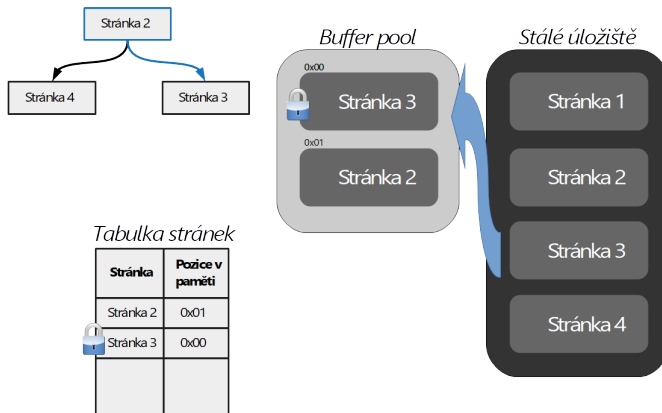 Stránka 2
Stránka 4
Stránka 3
Buffer pool
0x00
Stránka 3
0x01
Stránka 2
Stálé úložiště
Stránka 1
Stránka 2
Stránka 3
Stránka 4
Tabulka stránek
Stránka
Pozice v
paměti
Stránka 2 0x01
Stránka 3 0x00